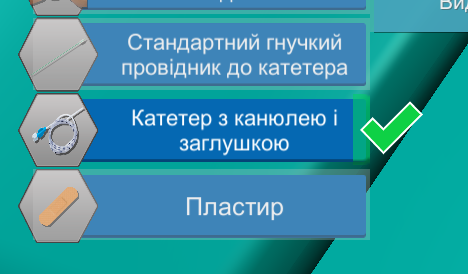 Стандартний гнучкий
провідник до катетера
Катетер з канюлею і
заглушкою
Пластир